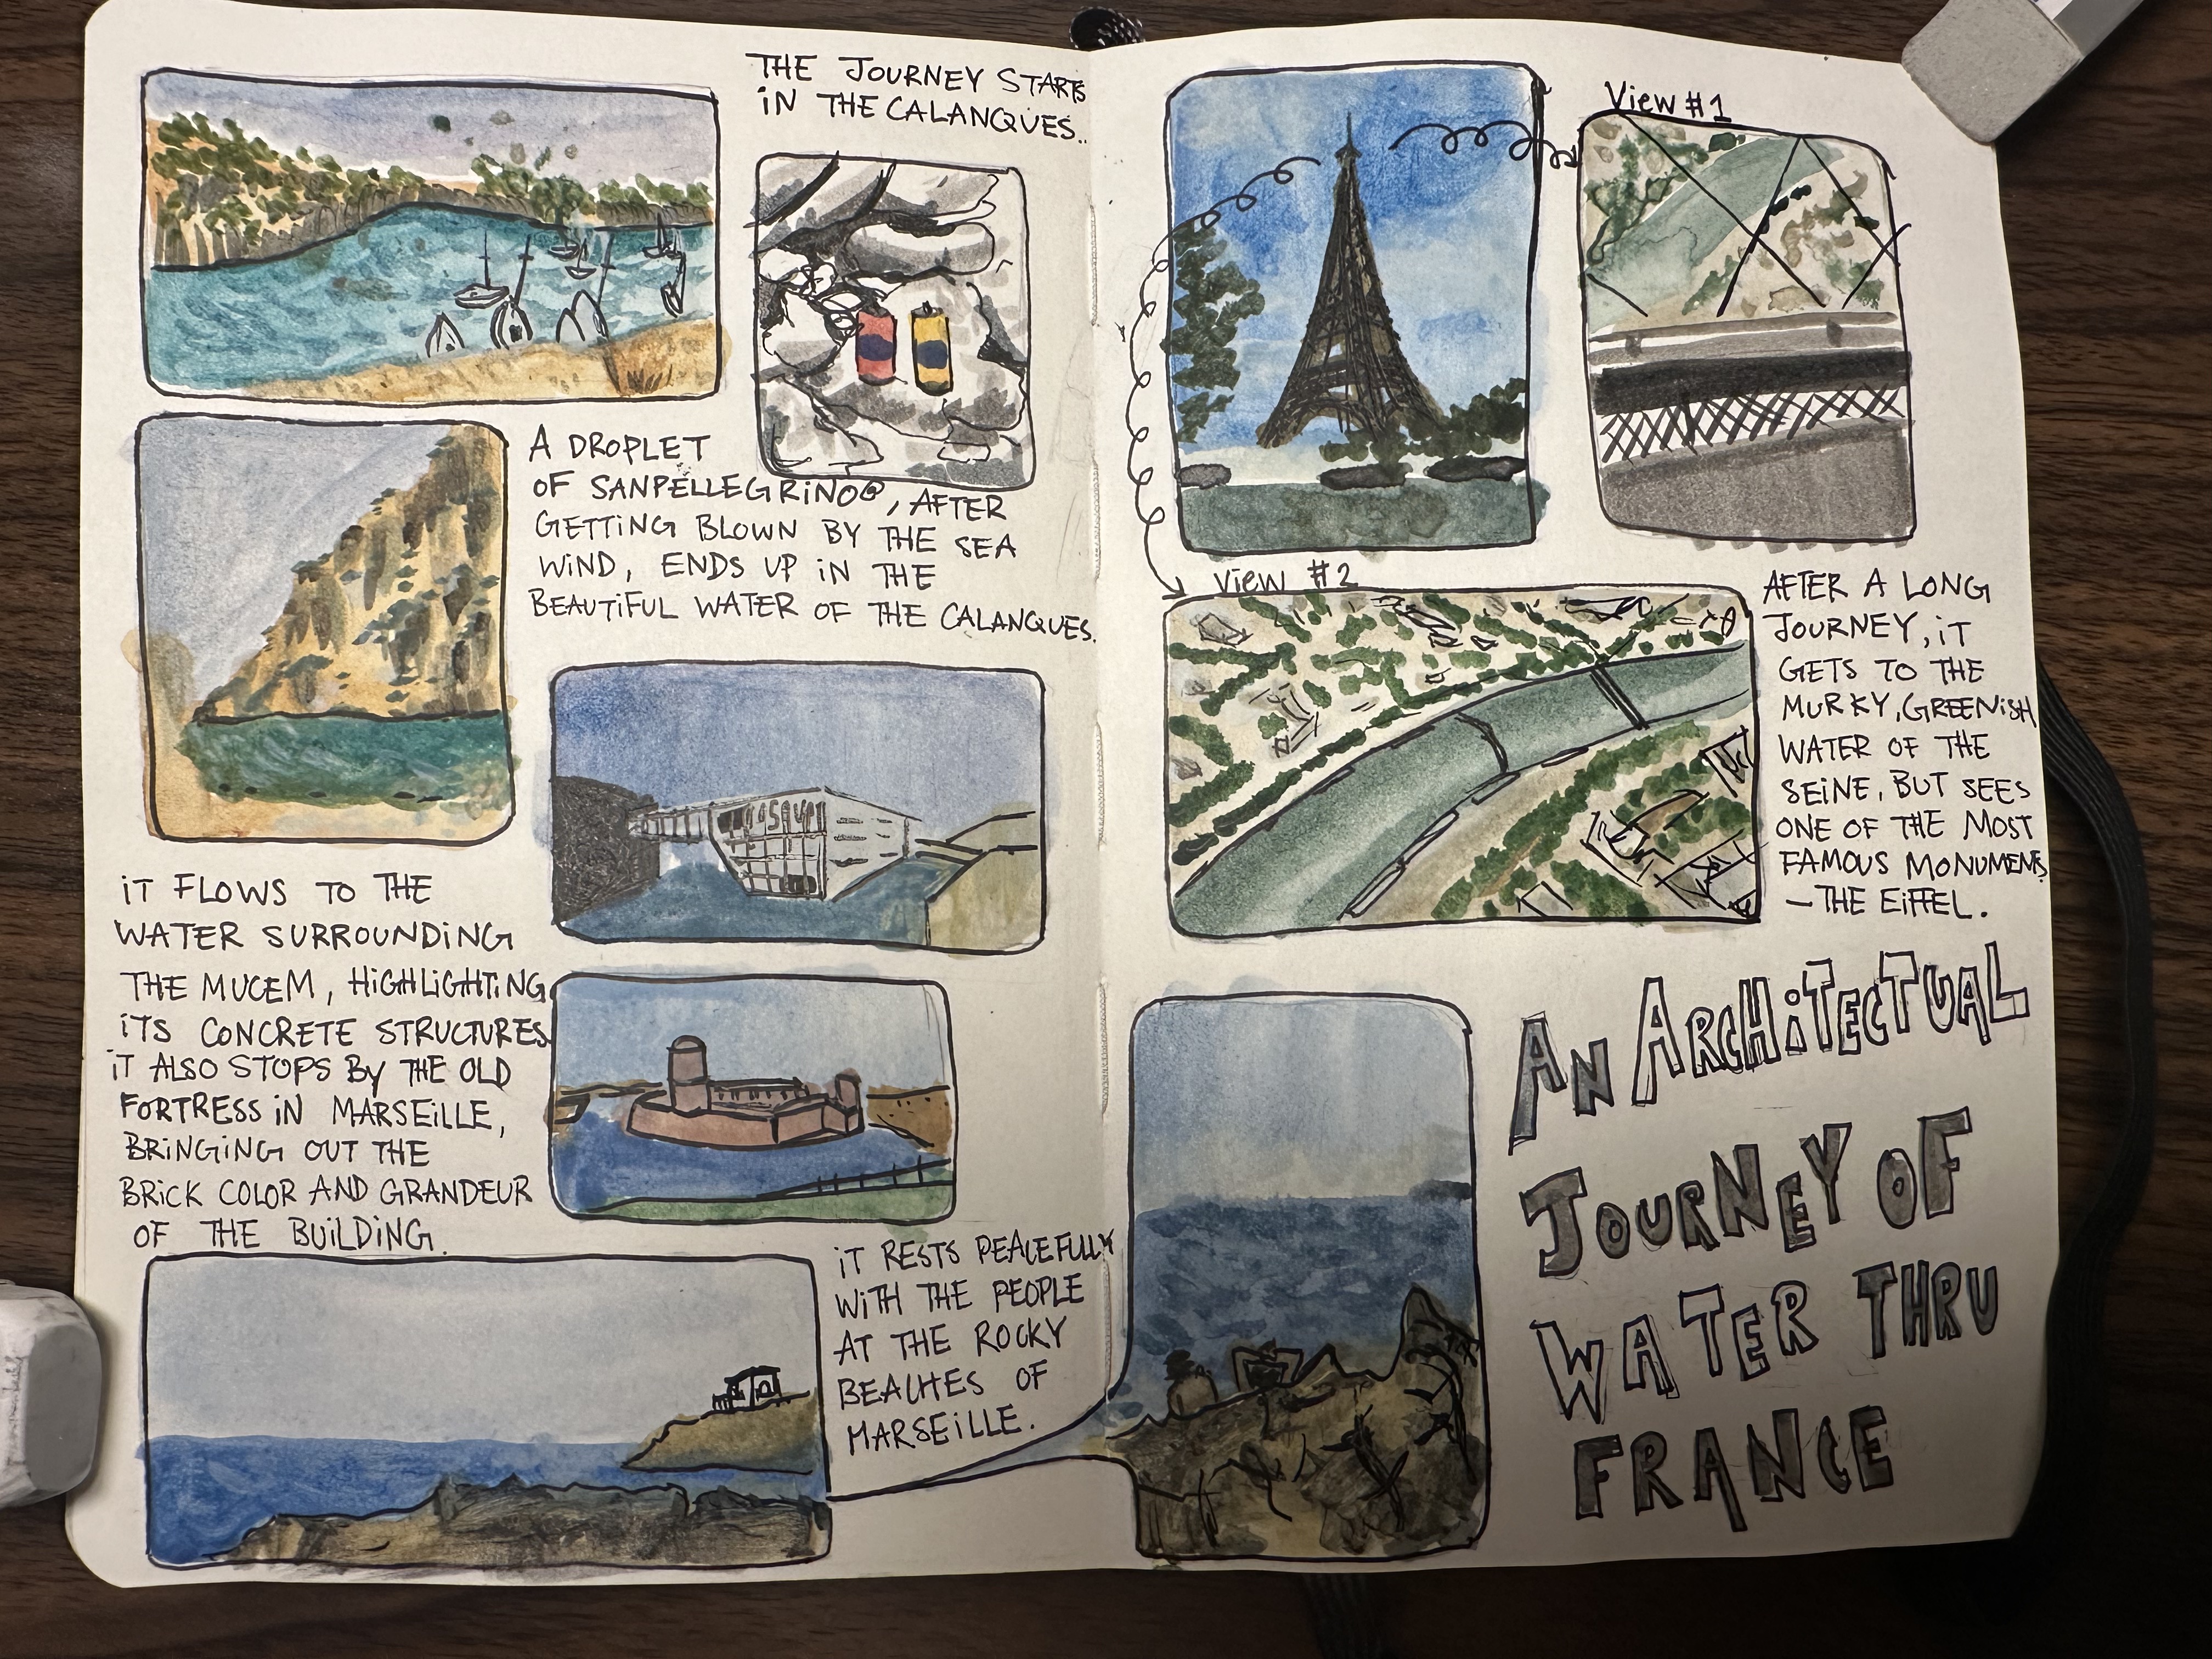 THE JOURNEY STARTS
IN THE CALANQUES..
A DROPLET
OF SANPELLEGRINO®, AFTER
GETTING BLOWN BY THE SEA
WIND, ENDS UP IN THE
BEAUTIFUL WATER OF THE CALANQUES.
IT FLOWS TO THE
WATER SURROUNDING
THE MUCEM, HIGHLIGHTING
ITS CONCRETE STRUCTURES.
IT ALSO STOPS BY THE OLD
FORTRESS IN MARSEILLE,
BRINGING OUT THE
BRICK COLOR AND GRANDEUR
OF THE BUILDING.
IT RESTS PEACEFULLY
WITH THE PEOPLE
AT THE ROCKY
BEACHES OF
MARSEILLE.
View #1
View #2
AFTER A LONG
JOURNEY, IT
GETS TO THE
MURKY, GREENISH
WATER OF THE
SEINE, BUT SEES
ONE OF THE MOST
FAMOUS MONUMENTS
— THE EIFFEL.
AN ARCHITECTUAL
JOURNEY OF
WATER THRU
FRANCE